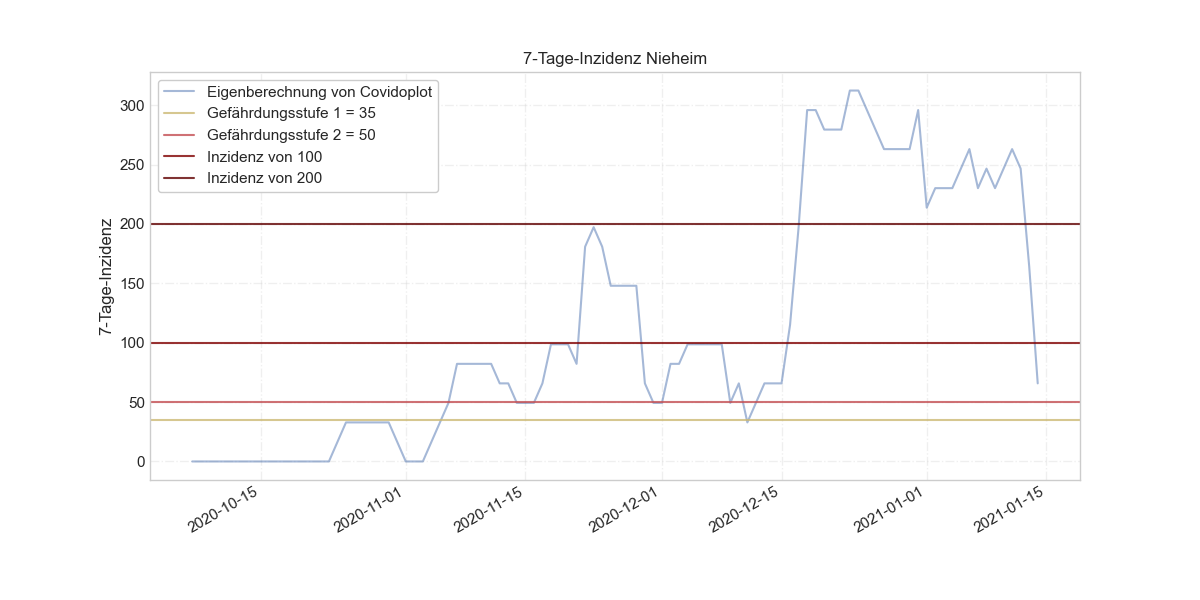 7-Tage-Inzidenz Nieheim
Eigenberechnung von Covidoplot
Gefährdungsstufe 1 = 35
Gefährdungsstufe 2 = 50
Inzidenz von 100
Inzidenz von 200
7-Tage-Inzidenz
300
250
200
150
100
50
0
2020-10-15
2020-11-01
2020-11-15
2020-12-01
2020-12-15
2021-01-01
2021-01-15